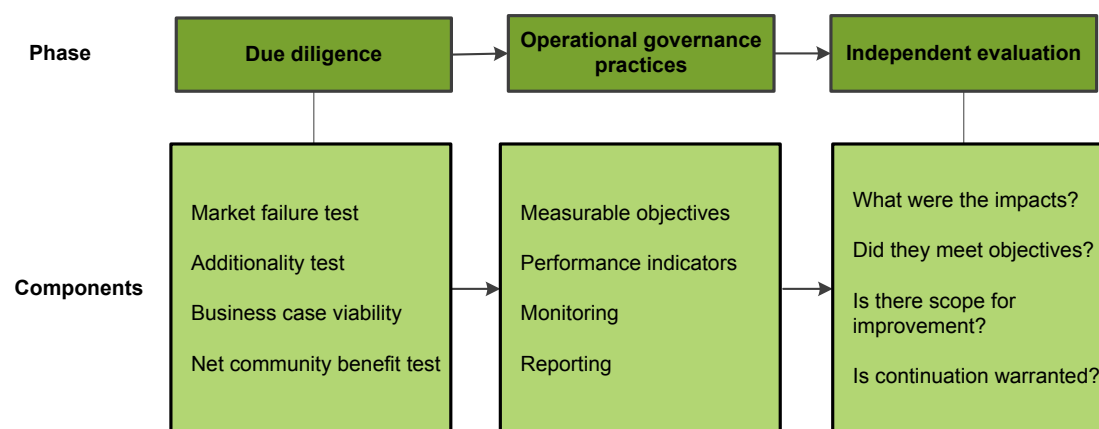 Phase
Due diligence
Operational governance
practices
Independent evaluation
Components
Market failure test
Additionality test
Business case viability
Net community benefit test
Measurable objectives
Performance indicators
Monitoring
Reporting
What were the impacts?
Did they meet objectives?
Is there scope for
improvement?
Is continuation warranted?